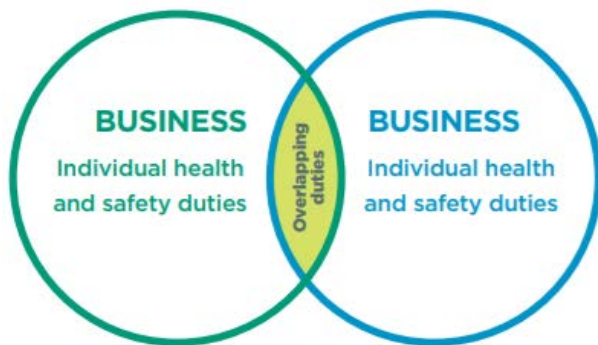 BUSINESS
Individual health
and safety duties
Overlapping
duties
BUSINESS
Individual health
and safety duties